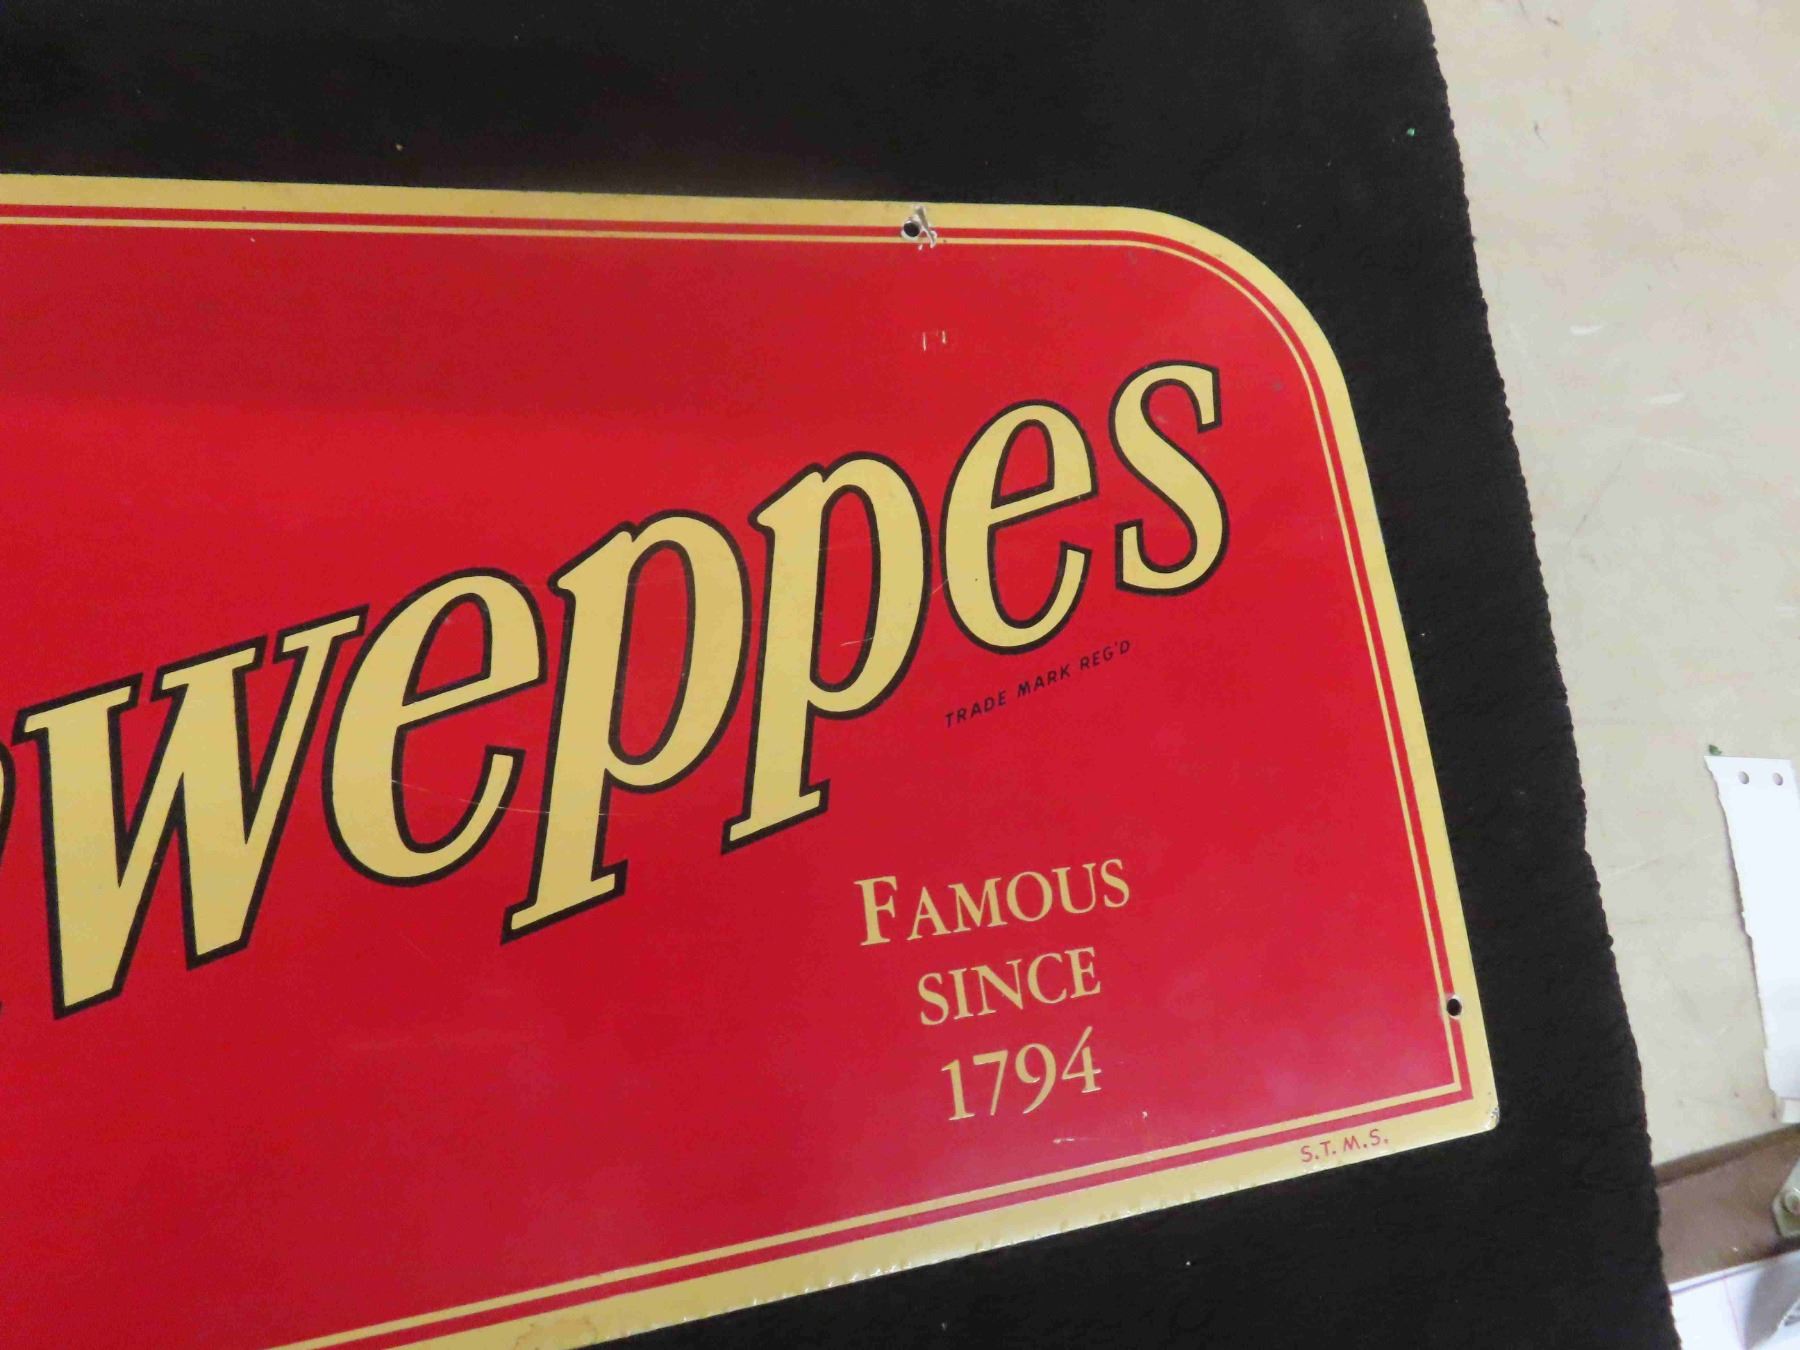 weppes
TRADE MARK REG'D
FAMOUS
SINCE
1794
S.T.M.S.